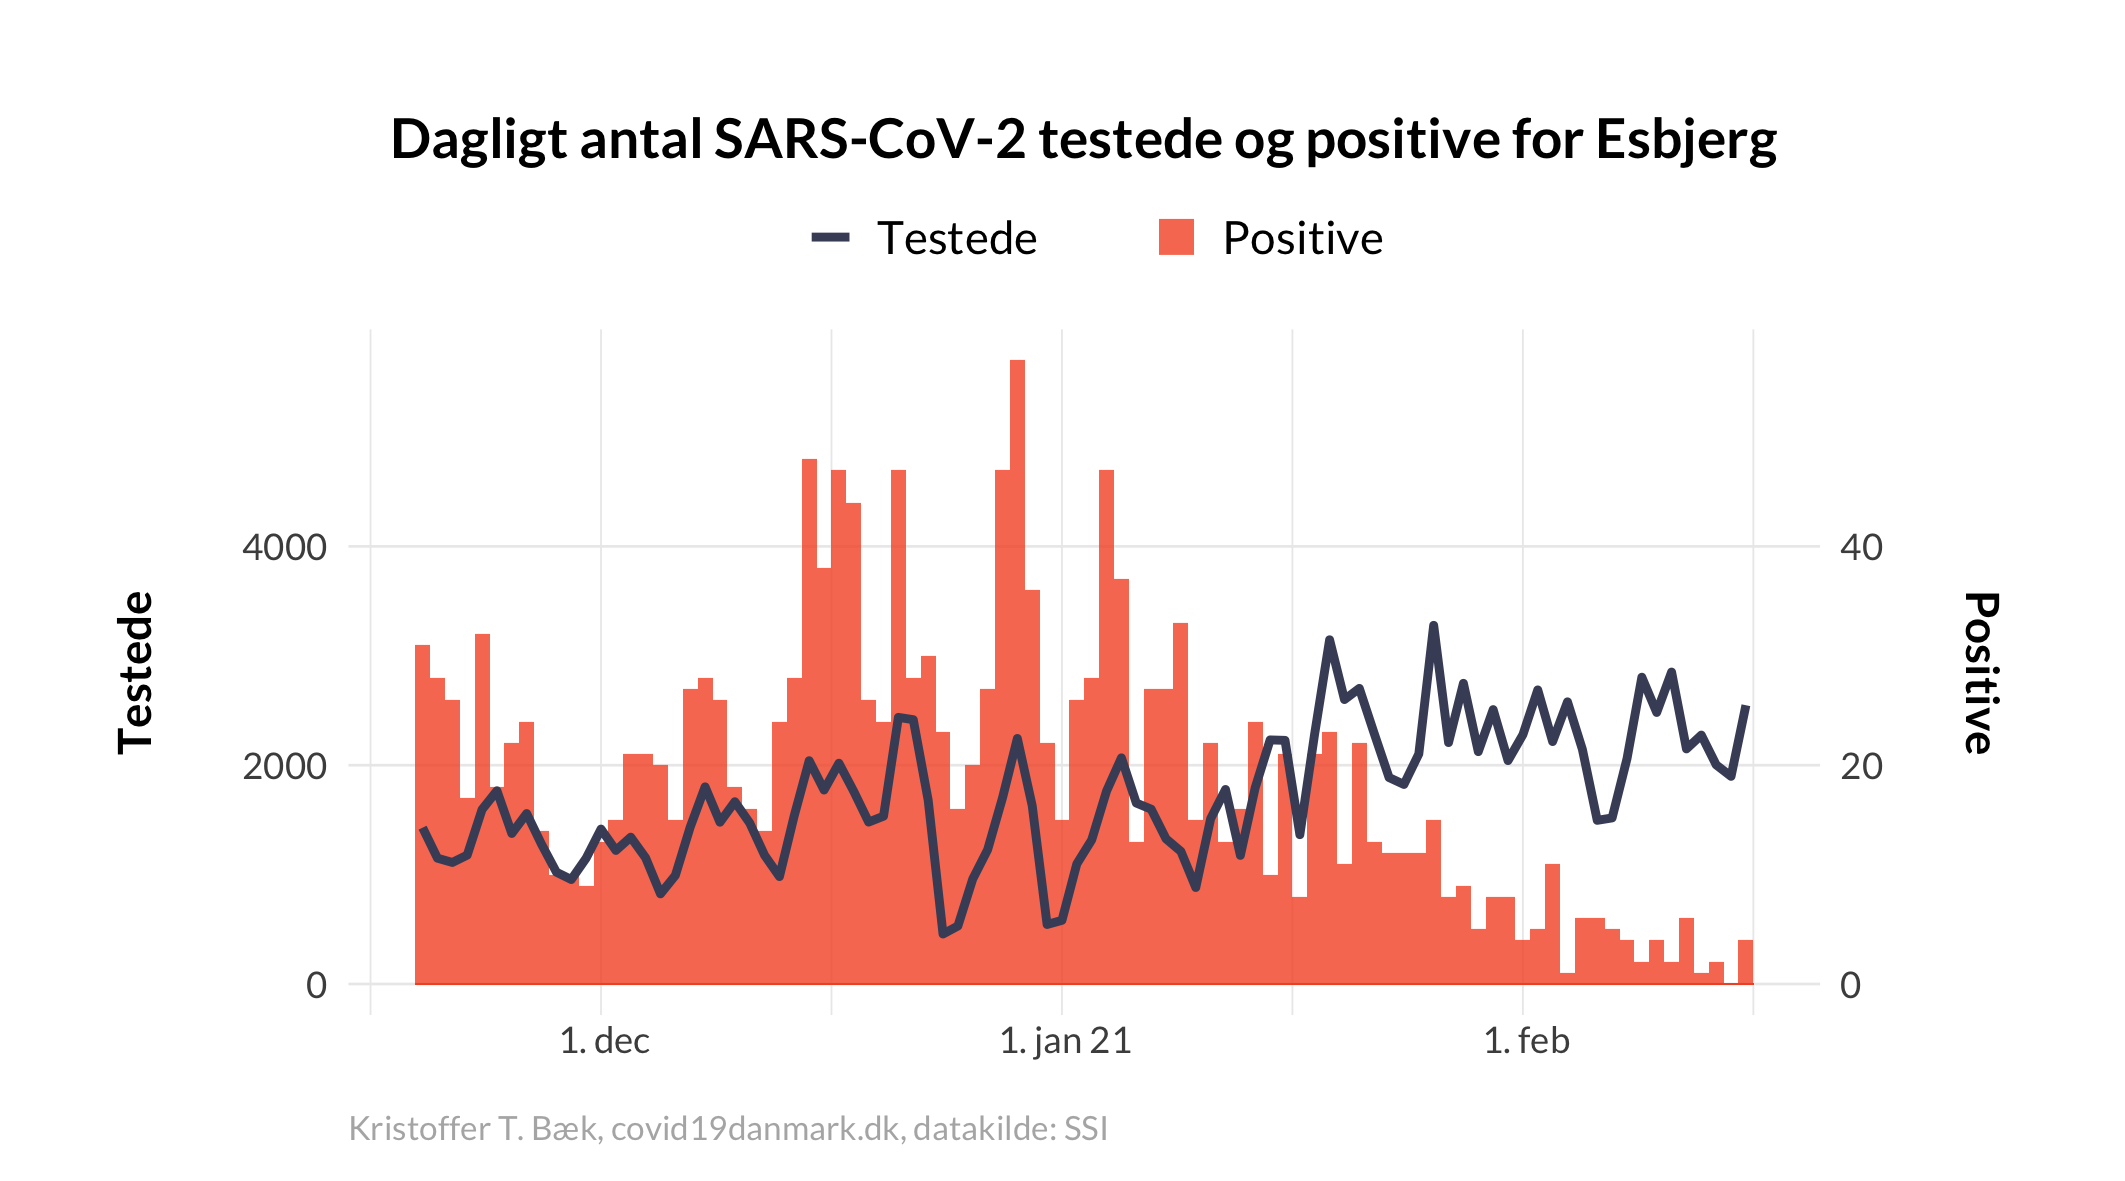 Dagligt antal SARS-CoV-2 testede og positive for Esbjerg
Testede
Positive
4000
2000
0
Testede
40
20
0
Positive
1. dec
1. jan 21
1. feb
Kristoffer T. Bæk, covid19danmark.dk, datakilde: SSI